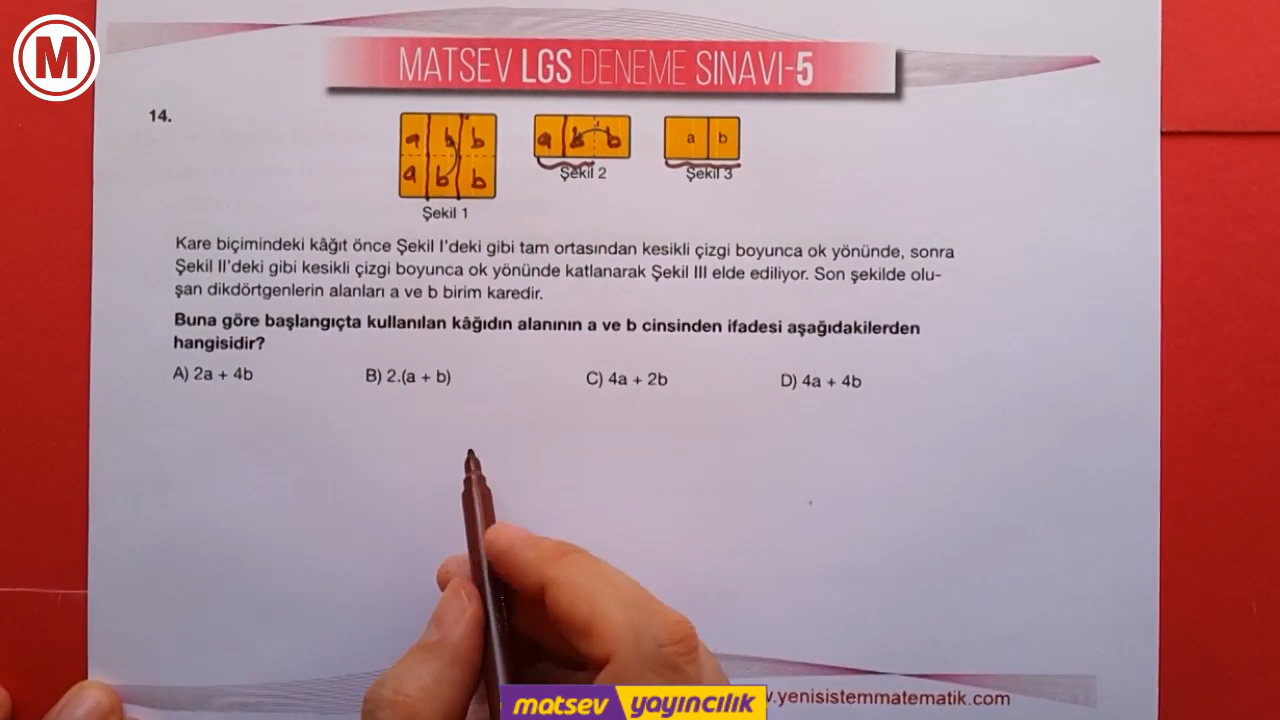 M
MATSEV LGS DENEME SINAVI-5
14.
a b b
a b b
Şekil 1
a b b
Şekil 2
a b
Şekil 3
Kare biçimindeki kâğıt önce Şekil I'deki gibi tam ortasından kesikli çizgi boyunca ok yönünde, sonra
Şekil II'deki gibi kesikli çizgi boyunca ok yönünde katlanarak Şekil III elde ediliyor. Son şekilde olu-
şan dikdörtgenlerin alanları a ve b birim karedir.
Buna göre başlangıçta kullanılan kâğıdın alanının a ve b cinsinden ifadesi aşağıdakilerden
hangisidir?
A) 2a + 4b B) 2.(a + b) C) 4a + 2b D) 4a + 4b
matsev yayıncılık
.yenisistemmatematik.com